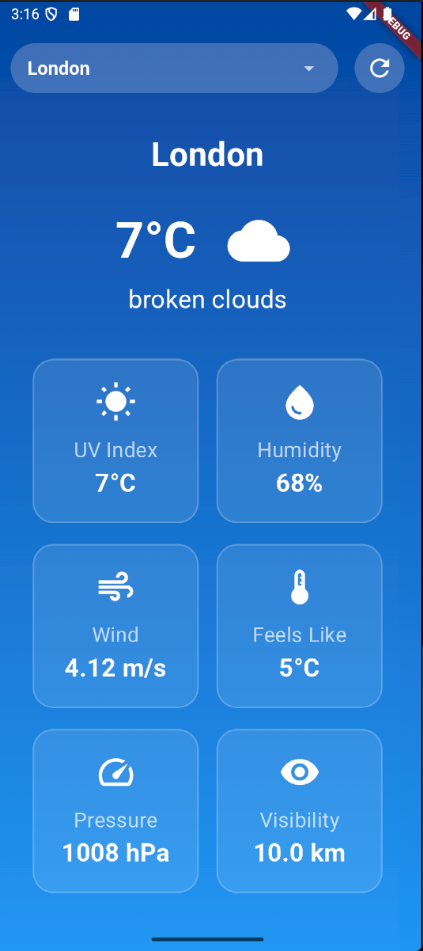 3:16
DEBUG
London
London
7°C
broken clouds
UV Index
7°C
Humidity
68%
Wind
4.12 m/s
Feels Like
5°C
Pressure
1008 hPa
Visibility
10.0 km